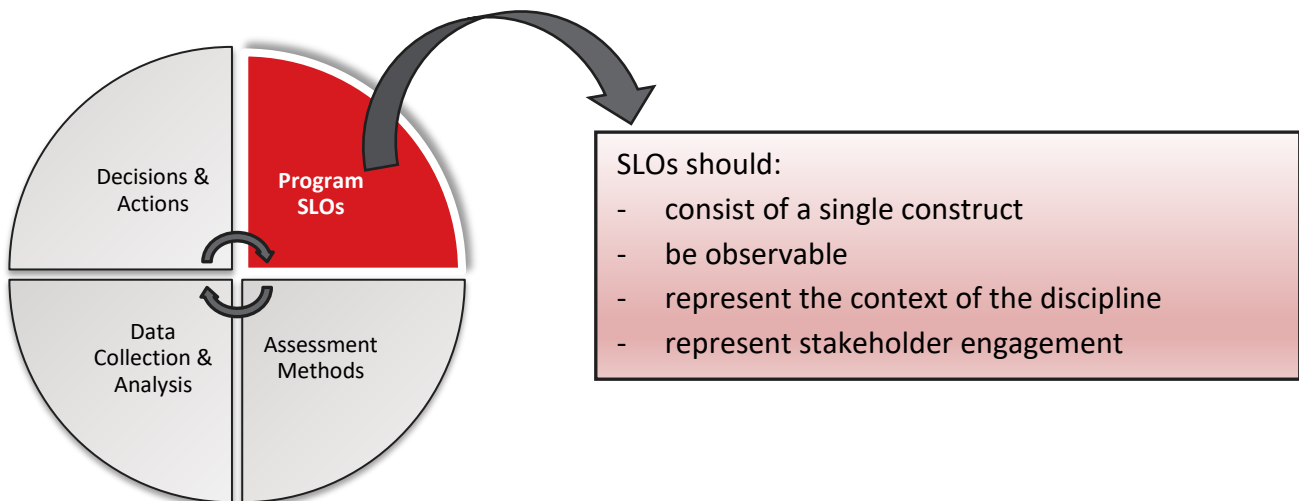 Decisions &
Actions
Program
SLOs
Data
Collection &
Analysis
Assessment
Methods
SLOs should:
- consist of a single construct
- be observable
- represent the context of the discipline
- represent stakeholder engagement